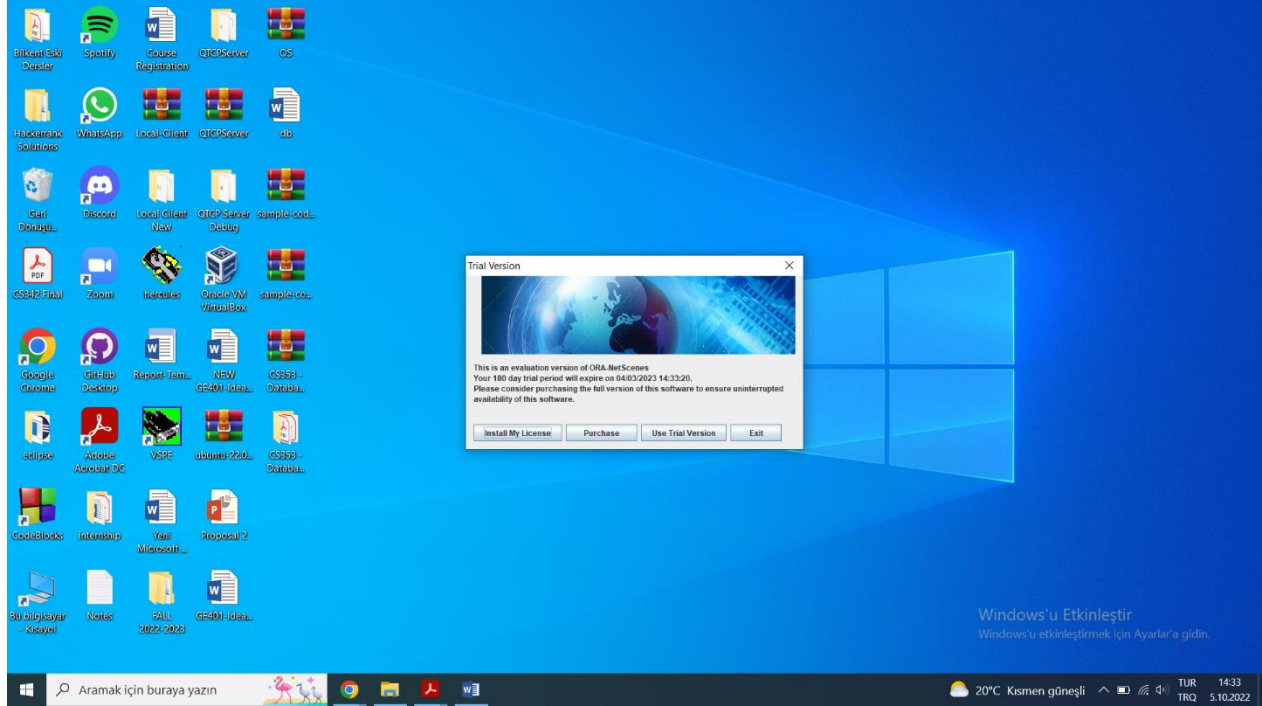 Bilkent Eski
Dersler
Spotify
Course
Registration
QTCPServer
OS
Hackerrank
Solutions
WhatsApp
Local-Client
QTCPServer
db
Geri
Dönüşü...
Discord
Local Client
New
QTCP Server
Debug
sample-cod...
CS342 Final
Zoom
hercules
Oracle VM
VirtualBox
sample-co...
Google
Chrome
GitHub
Desktop
Report-Tem...
NEW
GE401-Idea...
CS353 -
Databa...
eclipse
Adobe
Acrobat DC
VSPE
ubuntu-22.0...
CS353 -
Databa...
CodeBlocks
internship
Yeni
Microsoft ...
Proposal 2
Bu bilgisayar
- Kısayol
Notes
FALL
2022-2023
GE401-Idea...
PDF
Trial Version
This is an evaluation version of ORA-NetScenes
Your 180 day trial period will expire on 04/03/2023 14:33:20.
Please consider purchasing the full version of this software to ensure uninterrupted
availability of this software.
Install My License
Purchase
Use Trial Version
Exit
Windows'u Etkinleştir
Windows'u etkinleştirmek için Ayarlar'a gidin.
Aramak için buraya yazın
20°C Kısmen güneşli
TUR
TRQ
14:33
5.10.2022